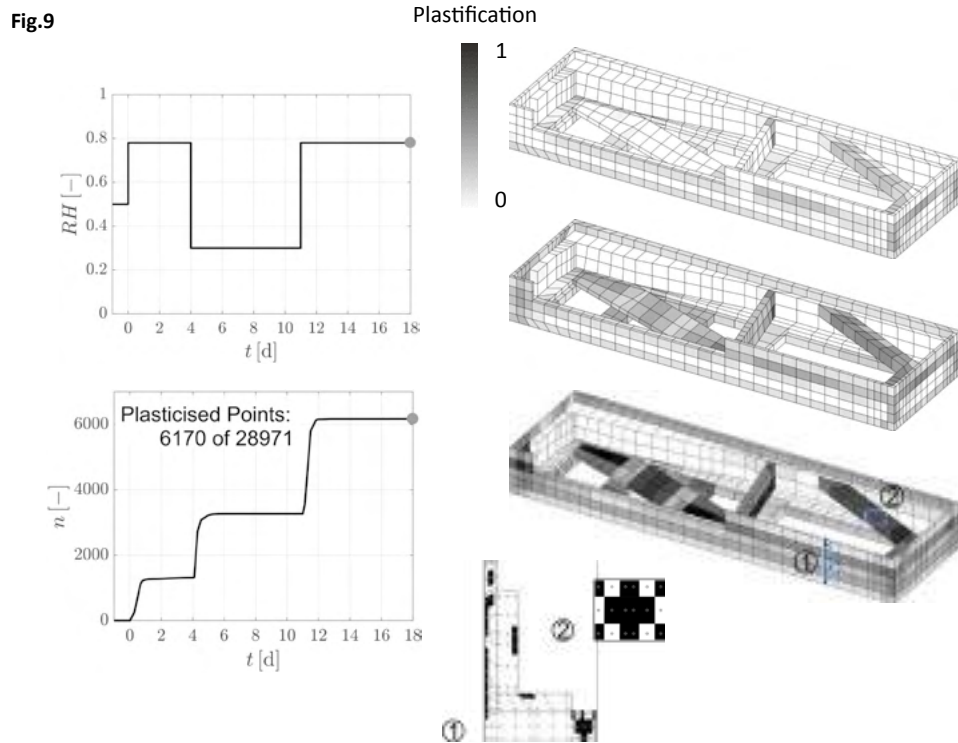 Fig.9
Plastification
1
0
1
0.8
0.6
0.4
0.2
0
RH [−]
0 2 4 6 8 10 12 14 16 18
t [d]
Plasticised Points:
6170 of 28971
6000
4000
2000
0
n [−]
0 2 4 6 8 10 12 14 16 18
t [d]
②
①
②
①